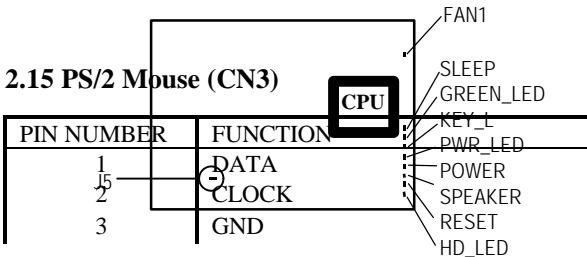 FAN1
2.15 PS/2 Mouse (CN3)
SLEEP
GREEN_LED
CPU
KEY_L
PIN NUMBER FUNCTION
PWR_LED
1 DATA
POWER
J5
2 CLOCK
SPEAKER
RESET
3 GND
HD_LED